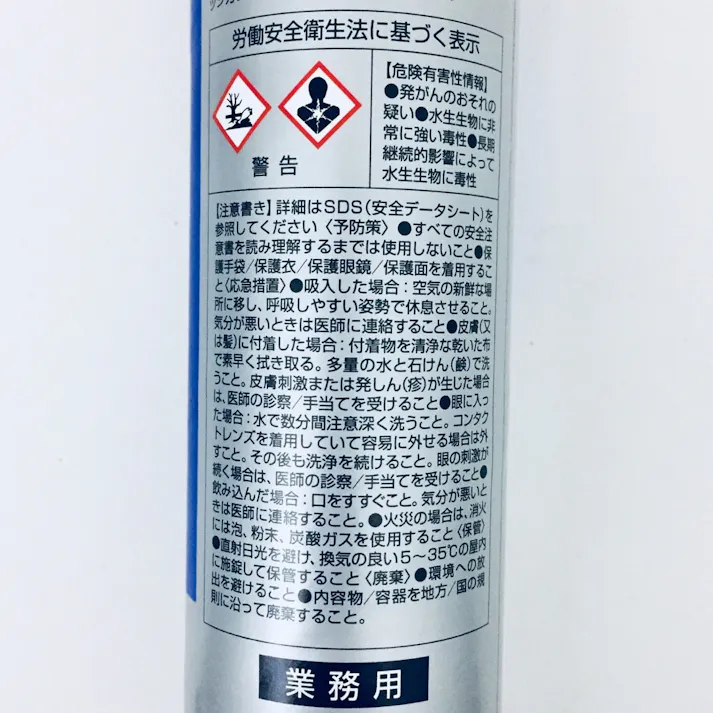 労働安全衛生法に基づく表示
警告
【危険有害性情報】
●発がんのおそれの
疑い●水生生物に非
常に強い毒性●長期
継続的影響によって
水生生物に毒性
【注意書き】詳細はSDS(安全データシート)を
参照してください〈予防策〉●すべての安全注
意書を読み理解するまでは使用しないこと●保
護手袋/保護衣/保護眼鏡/保護面を着用するこ
と〈応急措置〉●吸入した場合:空気の新鮮な場
所に移し、呼吸しやすい姿勢で休息させること。
気分が悪いときは医師に連絡すること●皮膚(又
は髪)に付着した場合:付着物を清浄な乾いた布
で素早く拭き取る。多量の水と石けん(鹸)で洗
うこと。皮膚刺激または発しん(疹)が生じた場合
は、医師の診察/手当てを受けること●眼に入っ
た場合:水で数分間注意深く洗うこと。コンタク
トレンズを着用していて容易に外せる場合は外
すこと。その後も洗浄を続けること。眼の刺激が
続く場合は、医師の診察/手当てを受けること●
飲み込んだ場合:口をすすぐこと。気分が悪いと
きは医師に連絡すること。●火災の場合は、消火
には泡、粉末、炭酸ガスを使用すること〈保管〉
●直射日光を避け、換気の良い5~35℃の屋内
に施錠して保管すること〈廃棄〉●環境への放
出を避けること●内容物/容器を地方/国の規
則に沿って廃棄すること。
業務用